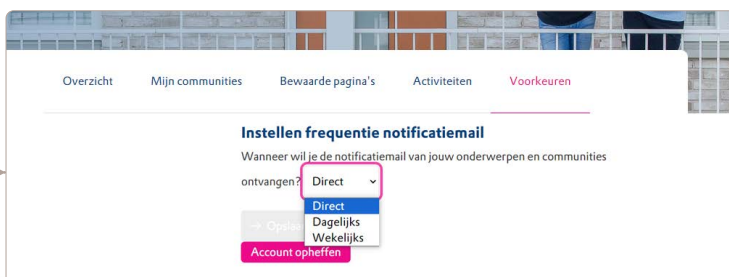 Overzicht Mijn communities Bewaarde pagina's Activiteiten Voorkeuren
Instellen frequentie notificatiemail
Wanneer wil je de notificatiemail van jouw onderwerpen en communities
ontvangen? Direct
Direct
Dagelijks
Wekelijks
Account opheffen